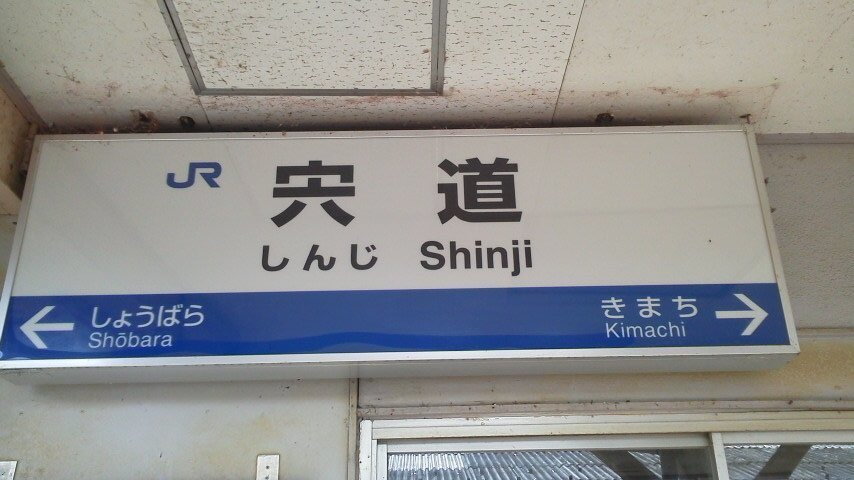 JR 宍道
しんじ Shinji
← しょうばら
Shōbara
きまち →
Kimachi